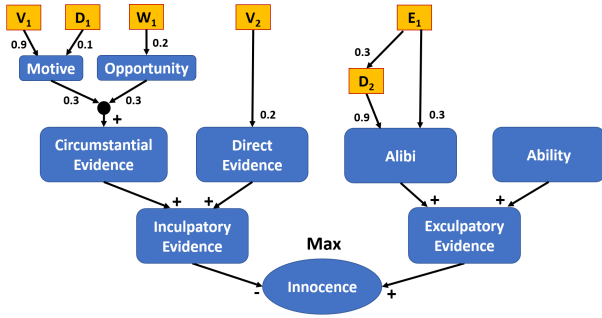 V1 D1 W1 V2 E1
0.9 0.1 0.2 0.3
Motive Opportunity D2
0.3 0.3 0.2 0.9 0.3
+
Circumstantial Evidence
Direct Evidence
Alibi
Ability
+ + + +
Inculpatory Evidence
Exculpatory Evidence
Max
Innocence
- +